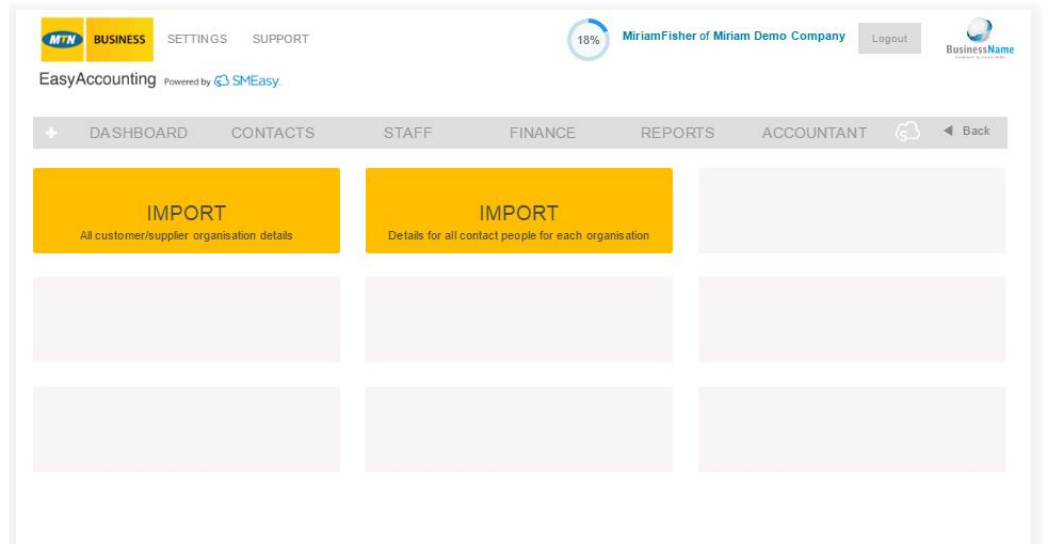 MTN BUSINESS SETTINGS SUPPORT 18% MiriamFisher of Miriam Demo Company Logout BusinessName
EasyAccounting Powered by SMEasy.
+ DASHBOARD CONTACTS STAFF FINANCE REPORTS ACCOUNTANT ◀ Back
IMPORT
All customer/supplier organisation details
IMPORT
Details for all contact people for each organisation